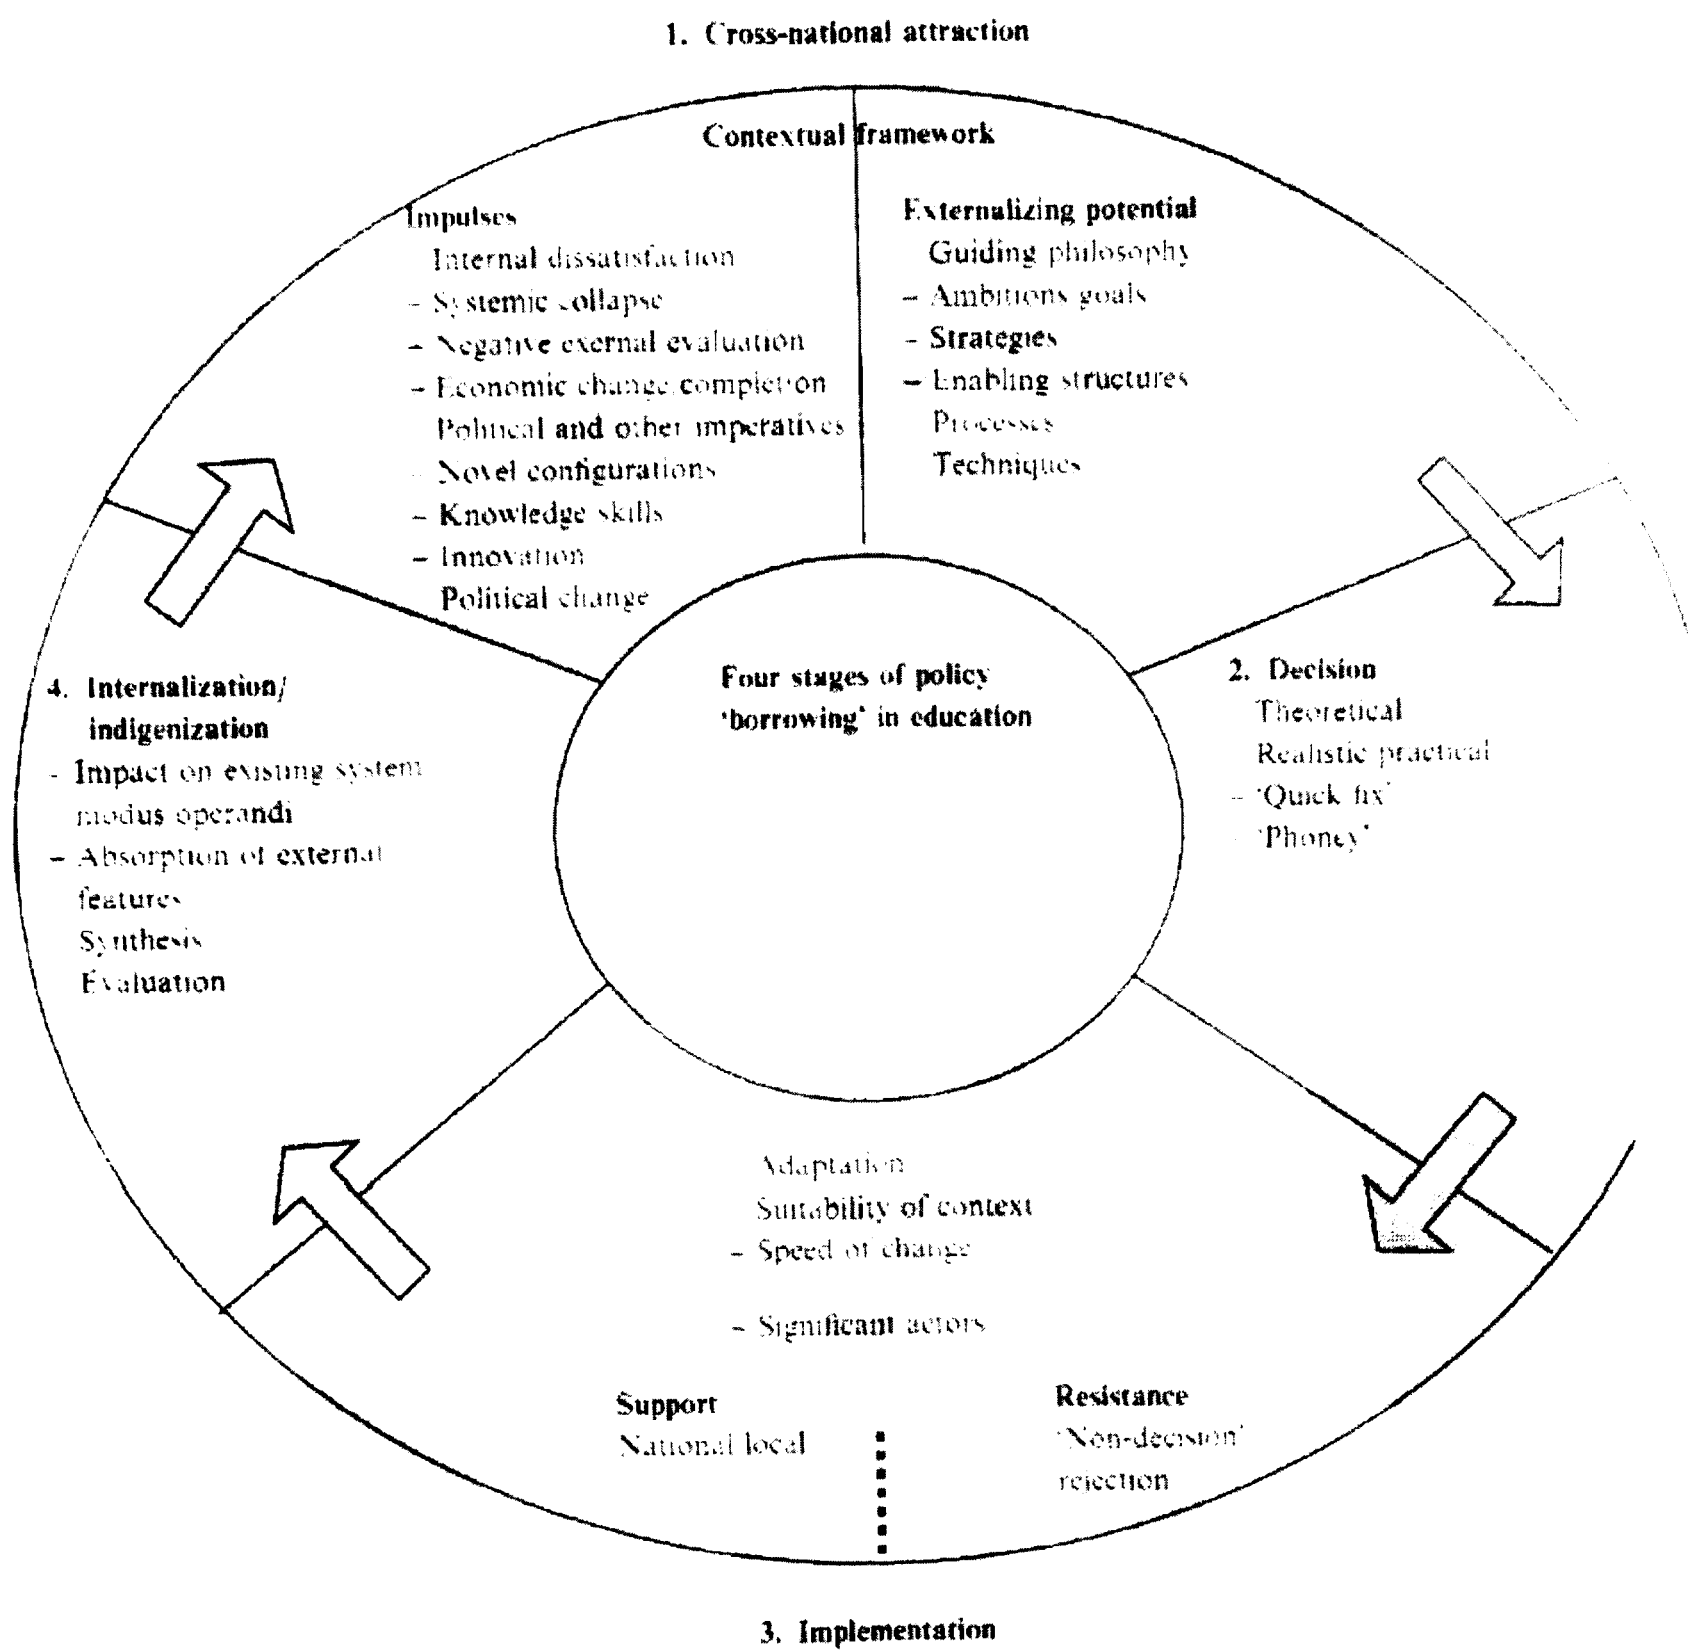 1. Cross-national attraction
Contextual framework
Impulses
Internal dissatisfaction
– Systemic collapse
– Negative exernal evaluation
– Economic change/completion
Political and other imperatives
– Novel configurations
– Knowledge skills
– Innovation
Political change
Externalizing potential
Guiding philosophy
– Ambitions goals
– Strategies
– Enabling structures
Processes
Techniques
Four stages of policy
‘borrowing’ in education
2. Decision
Theoretical
Realistic practical
– ‘Quick fix’
– ‘Phoney’
Adaptation
Suitability of context
– Speed of change
– Significant actors
Support
National local
Resistance
‘Non-decision’
rejection
3. Implementation
4. Internalization/
indigenization
- Impact on existing system
modus operandi
– Absorption of external
features
Synthesis
Evaluation